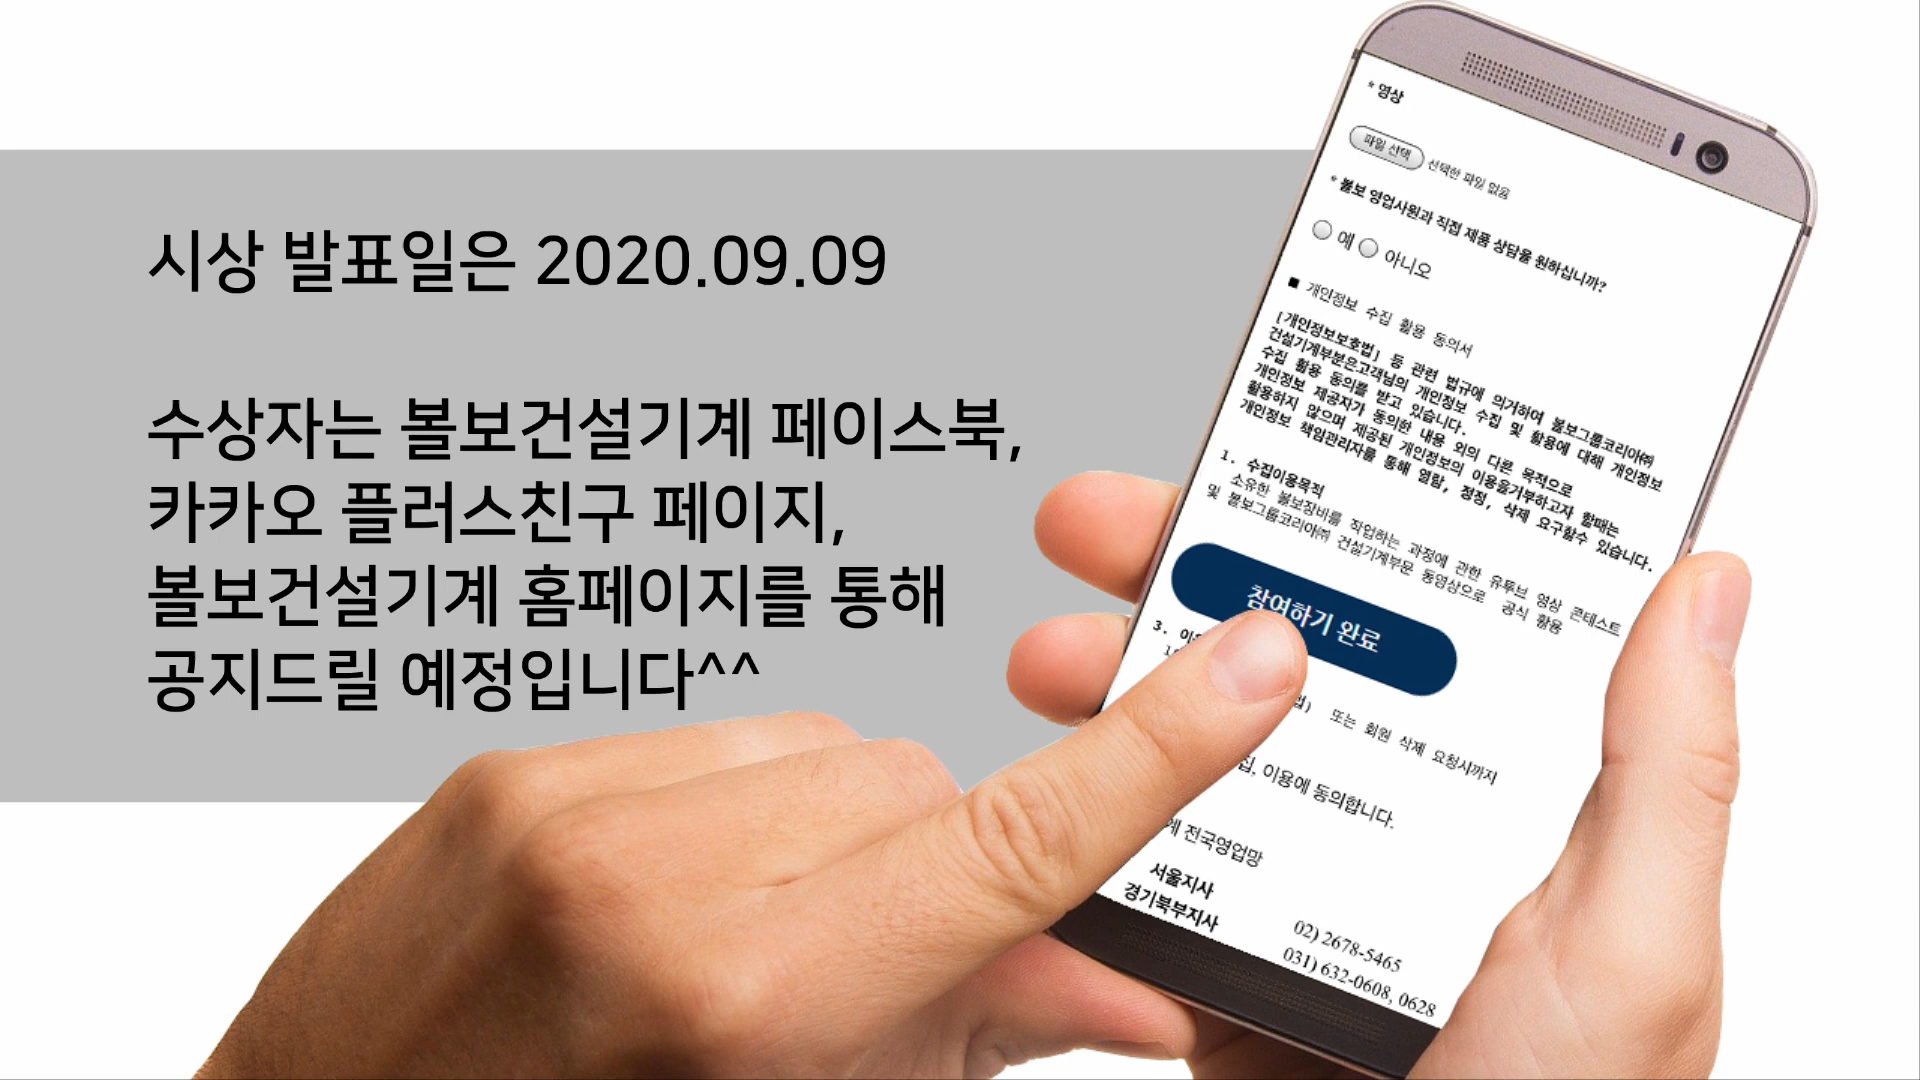 시상 발표일은 2020.09.09
수상자는 볼보건설기계 페이스북,
카카오 플러스친구 페이지,
볼보건설기계 홈페이지를 통해
공지드릴 예정입니다^^
* 영상
파일 선택 선택한 파일 없음
* 볼보 영업사원과 직접 제품 상담을 원하십니까?
예 아니오
■ 개인정보 수집 활용 동의서
[개인정보보호법] 등 관련 법규에 의거하여 볼보그룹코리아㈜
건설기계부분은고객님의 개인정보 수집 및 활용에 대해 개인정보
수집 활용 동의를 받고 있습니다.
개인정보 제공자가 동의한 내용 외의 다른 목적으로
활용하지 않으며 제공된 개인정보의 이용을거부하고자 할때는
개인정보 책임관리자를 통해 열람, 정정, 삭제 요구할수 있습니다.
1. 수집이용목적
소유한 볼보장비를 작업하는 과정에 관한 유투브 영상 콘테스트
및 볼보그룹코리아㈜ 건설기계부문 동영상으로 공식 활용
참여하기 완료
3.
또는 회원 삭제 요청시까지
이용에 동의합니다.
전국영업망
서울지사 02) 2678-5465
경기북부지사 031) 632-0608, 0628